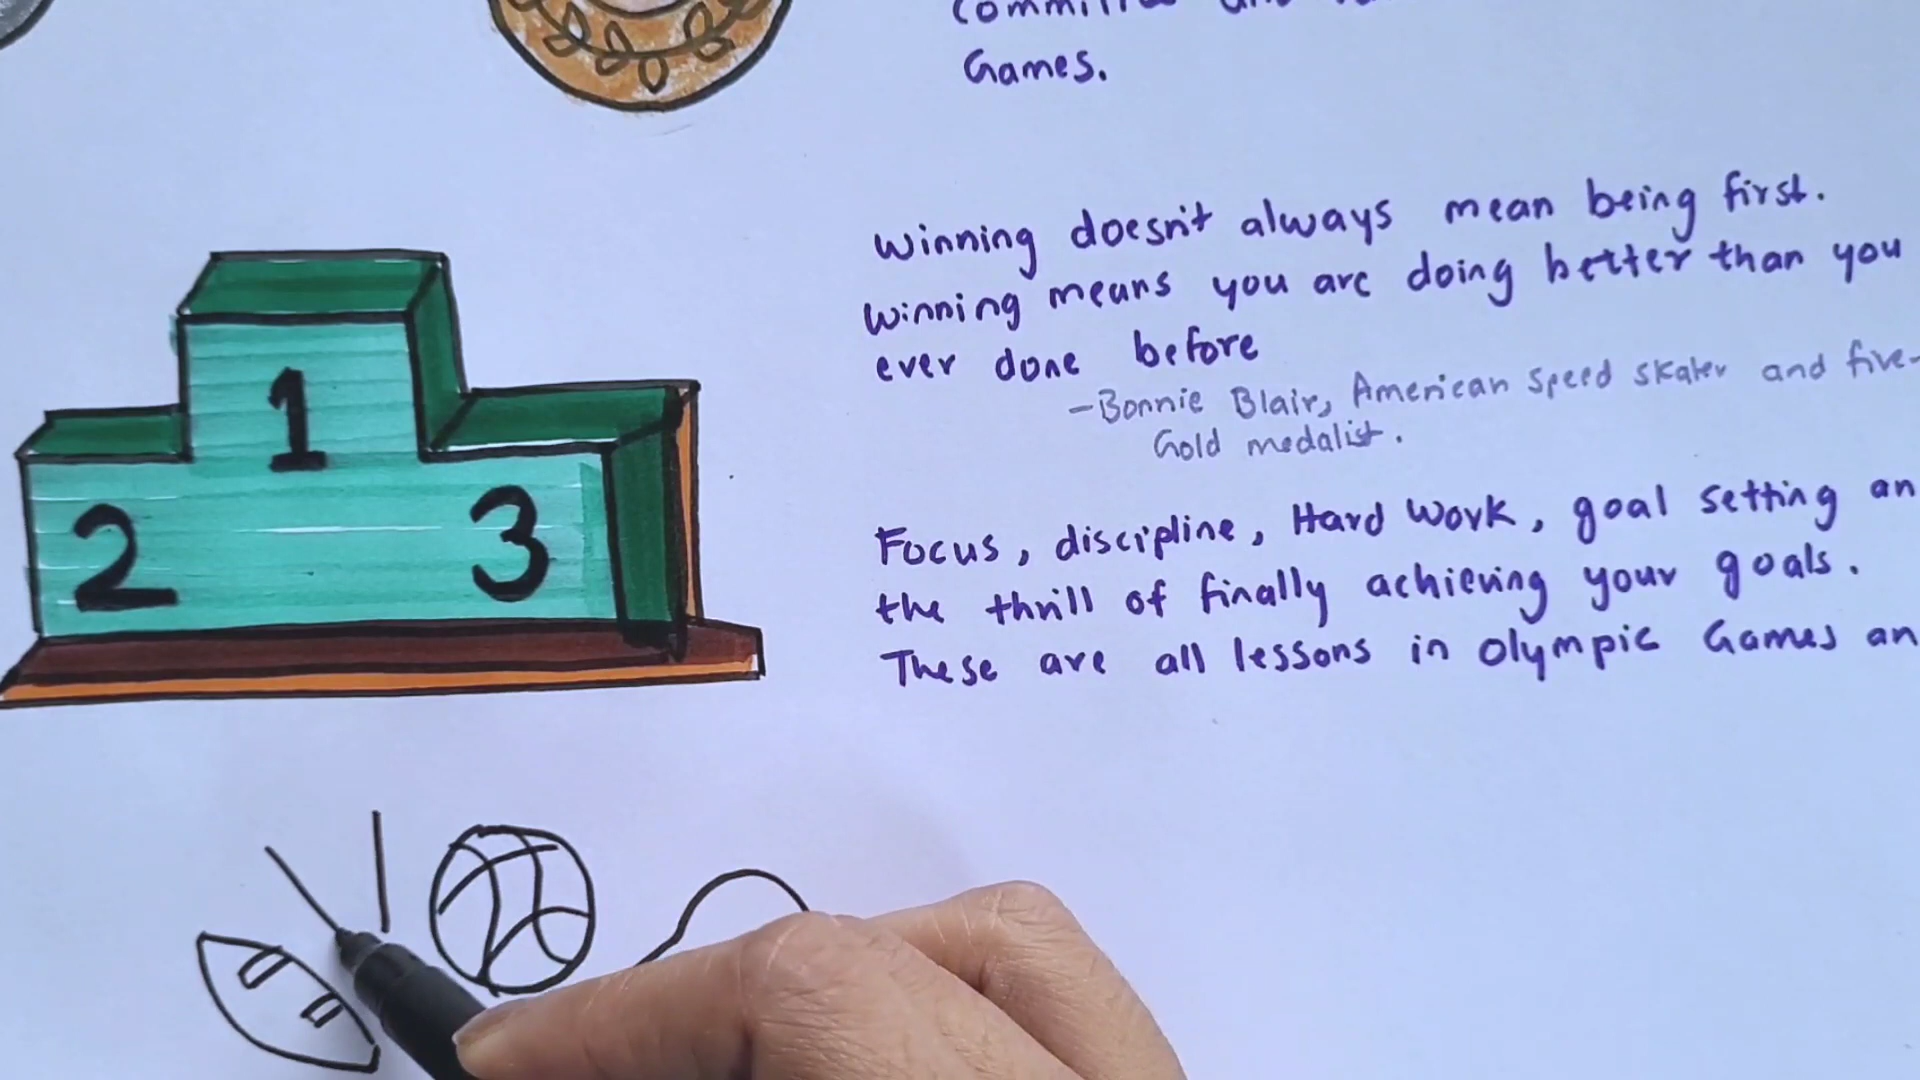 Games.
Winning doesn't always mean being first.
Winning means you are doing better than you
ever done before
-Bonnie Blair, American speed skater and five-
Gold medalist.
1
2 3
Focus, discipline, Hard Work, goal setting an
the thrill of finally achieving your goals.
These are all lessons in Olympic Games an